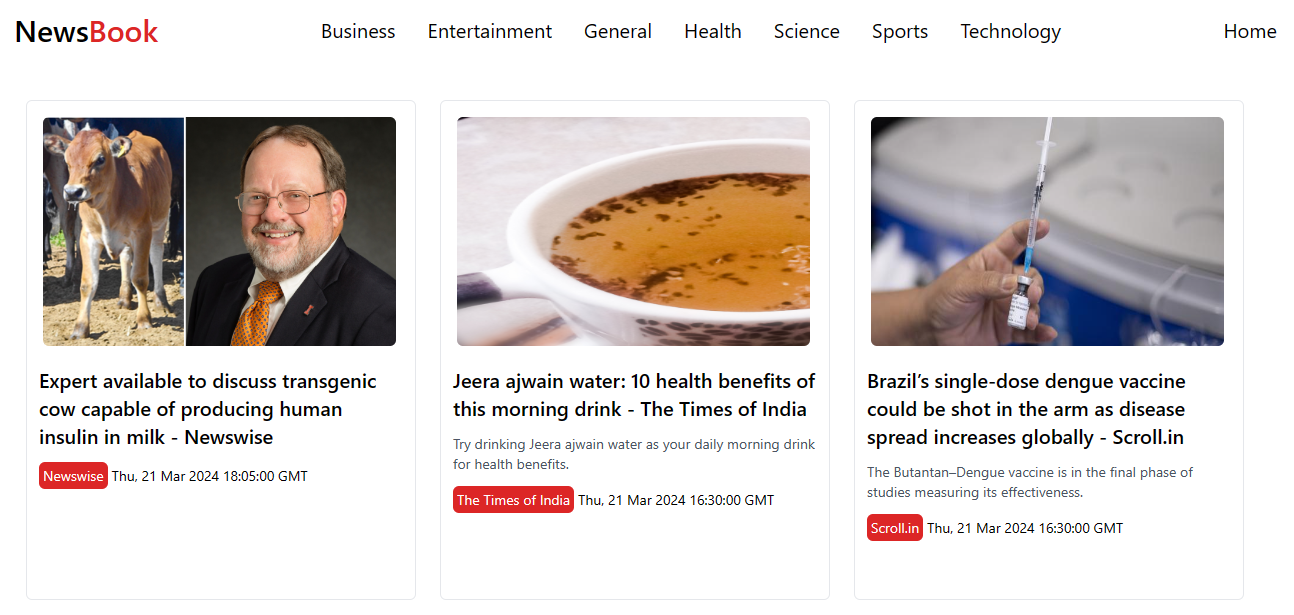 NewsBook
Business Entertainment General Health Science Sports Technology
Home
Expert available to discuss transgenic
cow capable of producing human
insulin in milk - Newswise
Newswise Thu, 21 Mar 2024 18:05:00 GMT
Jeera ajwain water: 10 health benefits of
this morning drink - The Times of India
Try drinking Jeera ajwain water as your daily morning drink
for health benefits.
The Times of India Thu, 21 Mar 2024 16:30:00 GMT
Brazil’s single-dose dengue vaccine
could be shot in the arm as disease
spread increases globally - Scroll.in
The Butantan–Dengue vaccine is in the final phase of
studies measuring its effectiveness.
Scroll.in Thu, 21 Mar 2024 16:30:00 GMT